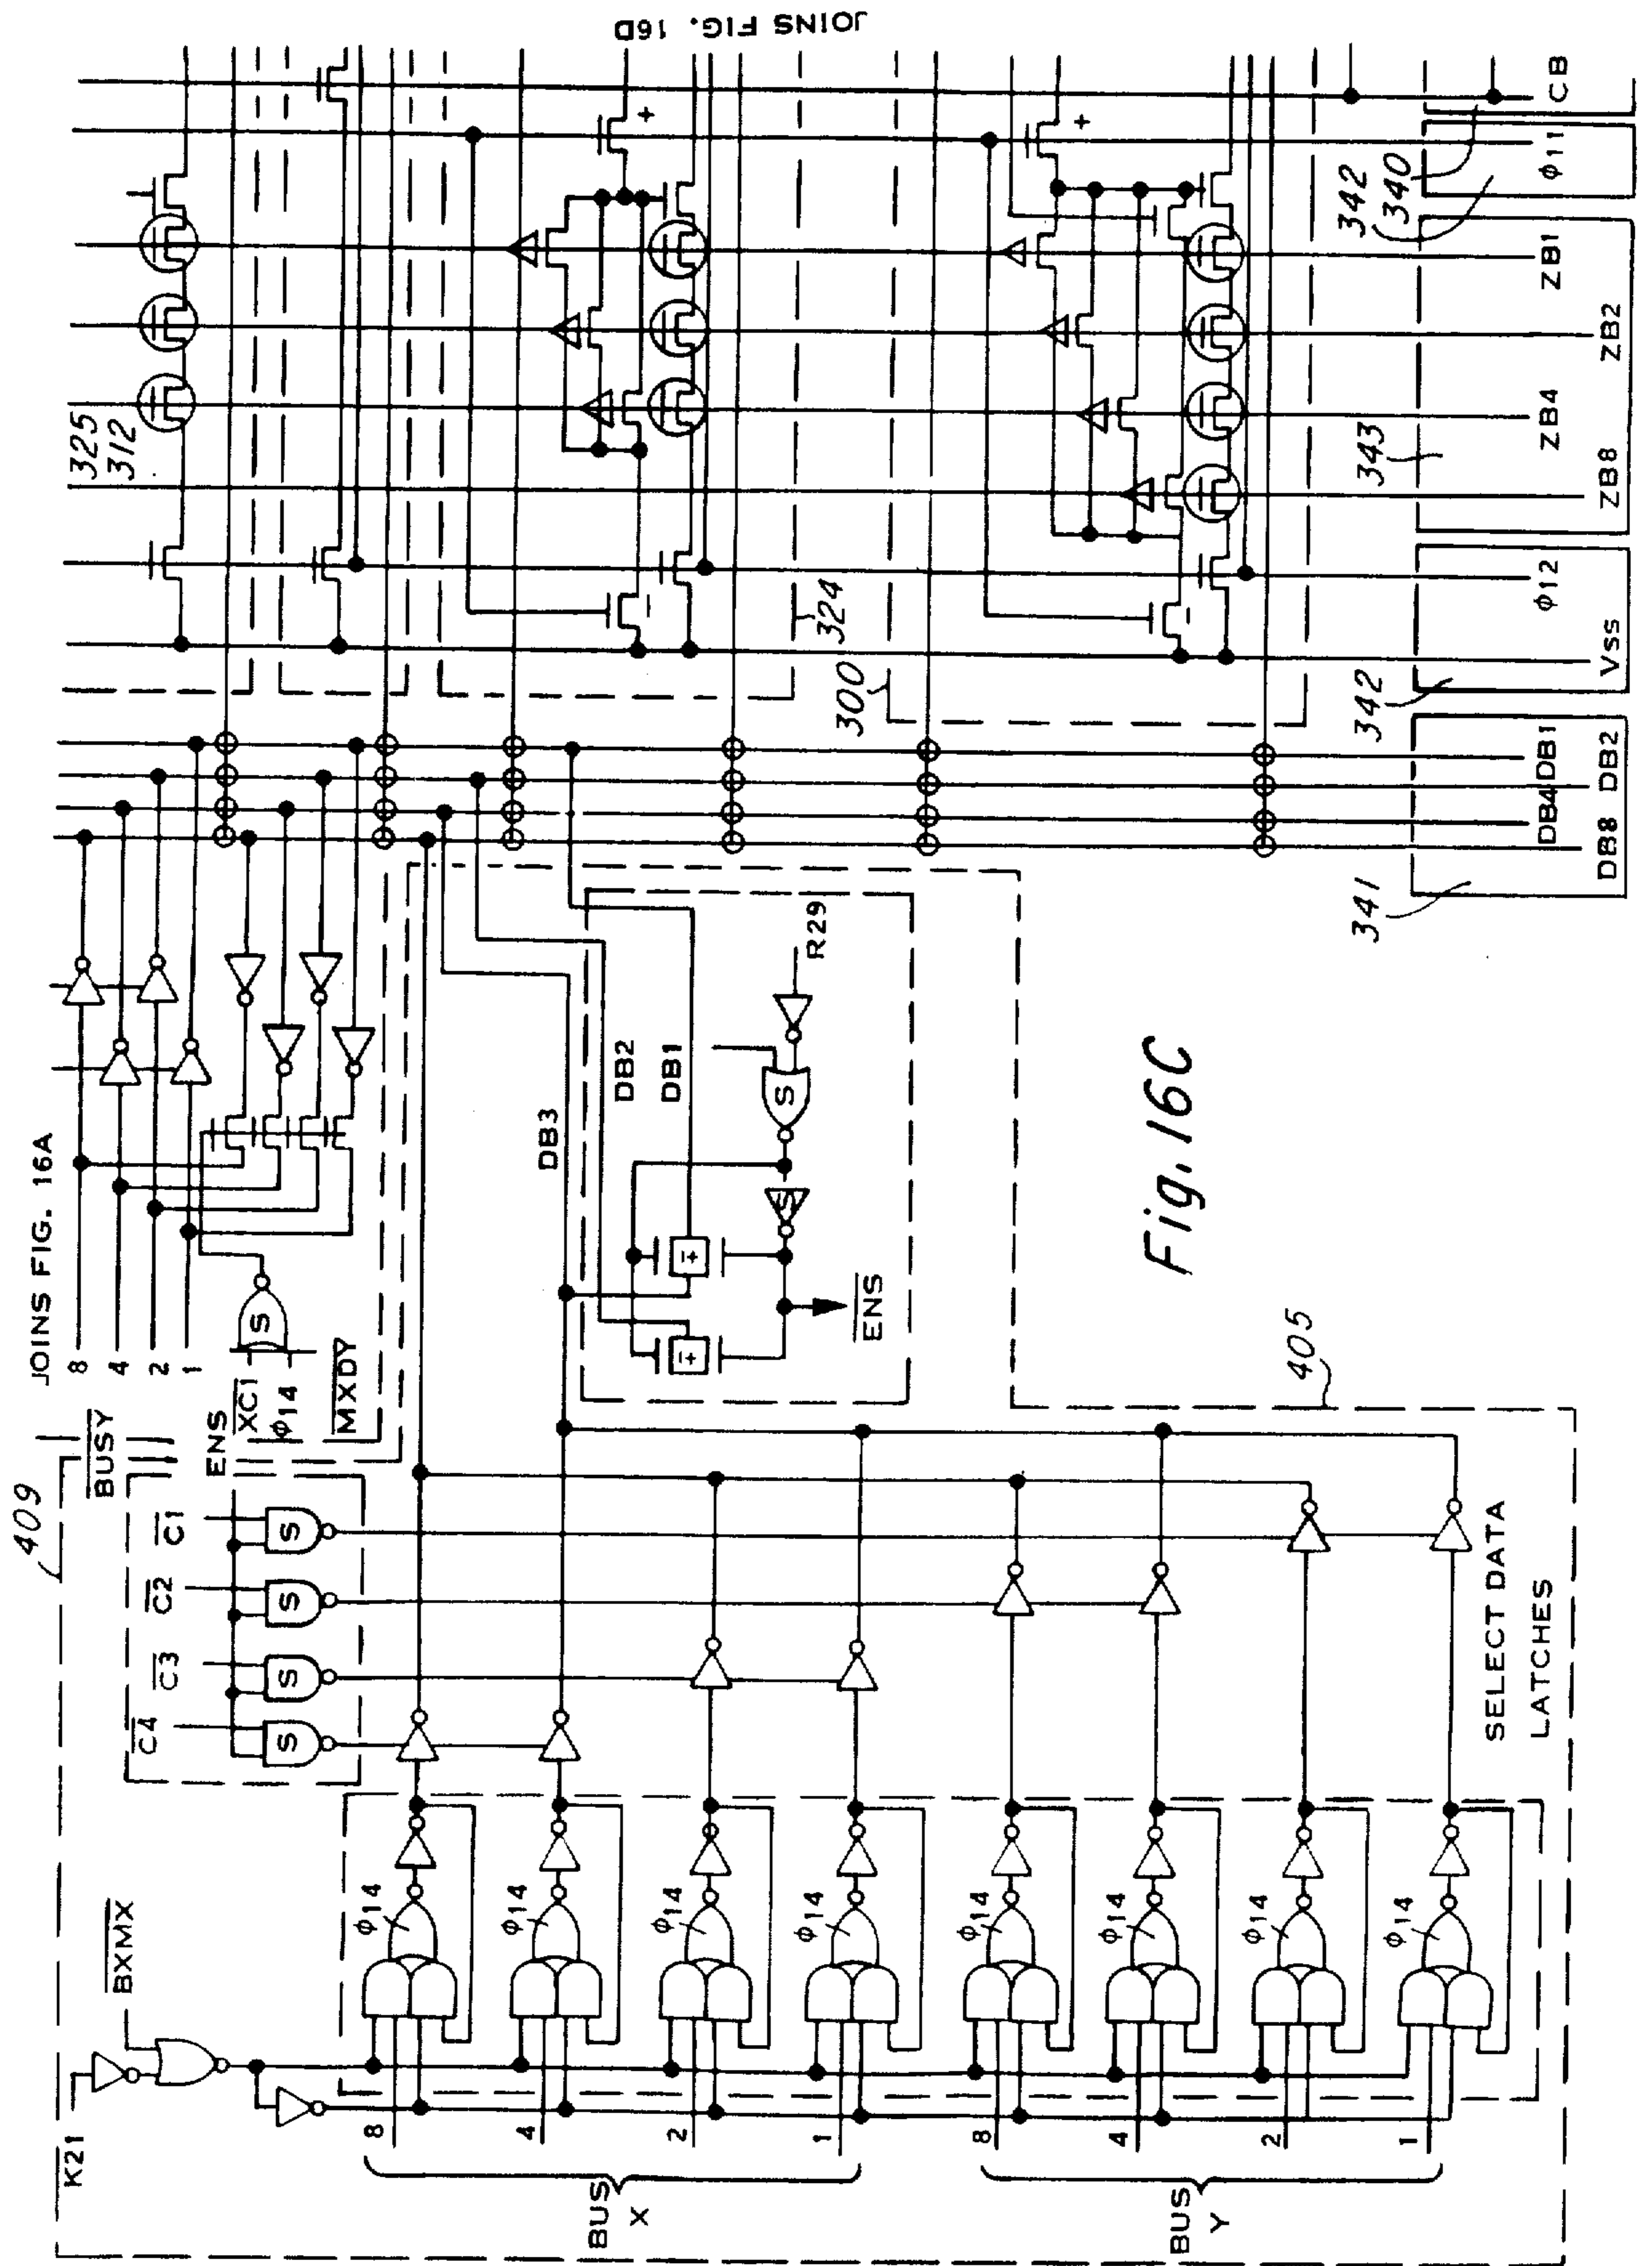 JOINS FIG. 16D
JOINS FIG. 16A
8
4
2
1
325
312
409
K21
BXMX
C4
C3
C2
C1
BUSY
ENS
XC1
φ14
MXDY
S
S
S
S
S
DB3
DB2
DB1
R29
S
S
∓
∓
ENS
324
300
φ14
φ14
φ14
φ14
φ14
φ14
φ14
φ14
+
−
+
−
8
4
2
1
8
4
2
1
BUS
X
BUS
Y
SELECT DATA
LATCHES
405
Fig. 16C
341
342
343
342
340
DB8
DB4
DB2
DB1
Vss
φ12
ZB8
ZB4
ZB2
ZB1
φ11
CB